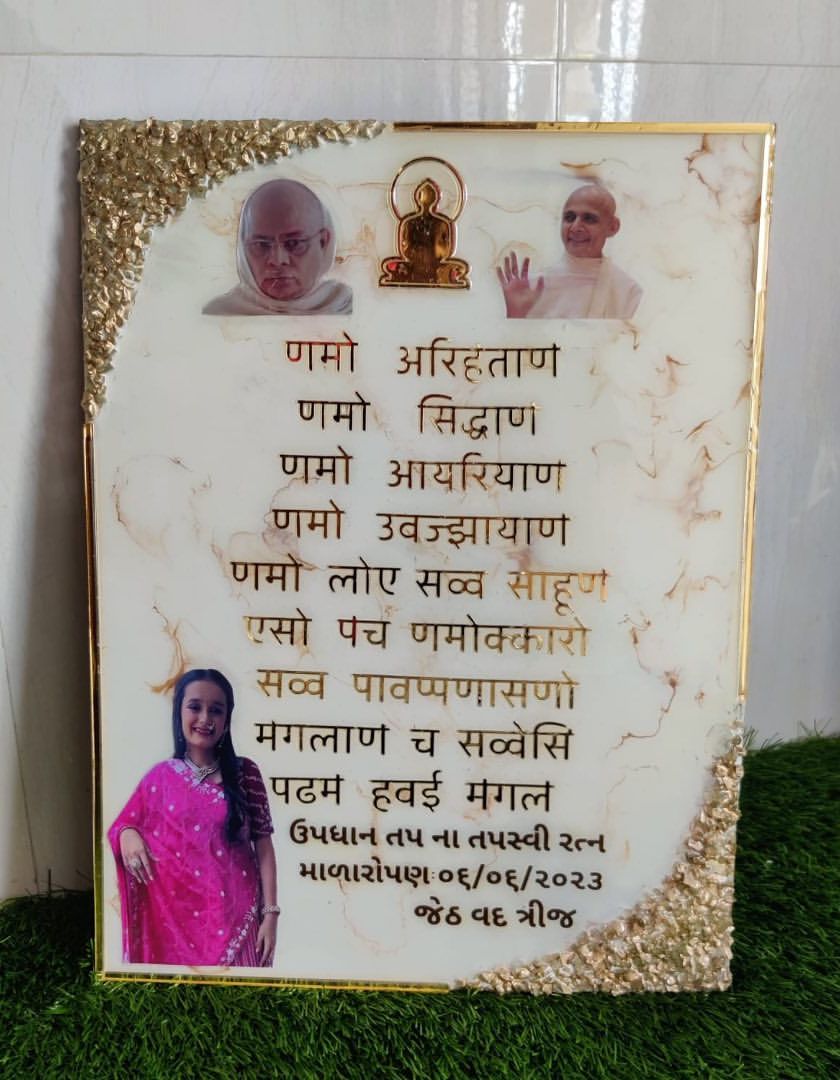 णमो अरिहताण
णमो सिद्धाण
णमो आयरियाण
णमो उवज्झायाण
णमो लोए सव्व साहूण
एसो पच णमोक्कारो
सव्व पावप्पणासणो
मगलाण च सव्वेसि
पढम हवई मगल
ઉપધાન તપ ના તપસ્વી રત્ન
માળારોપણ:૦૬/૦૬/૨૦૨૩
જેઠ વદ ત્રીજ